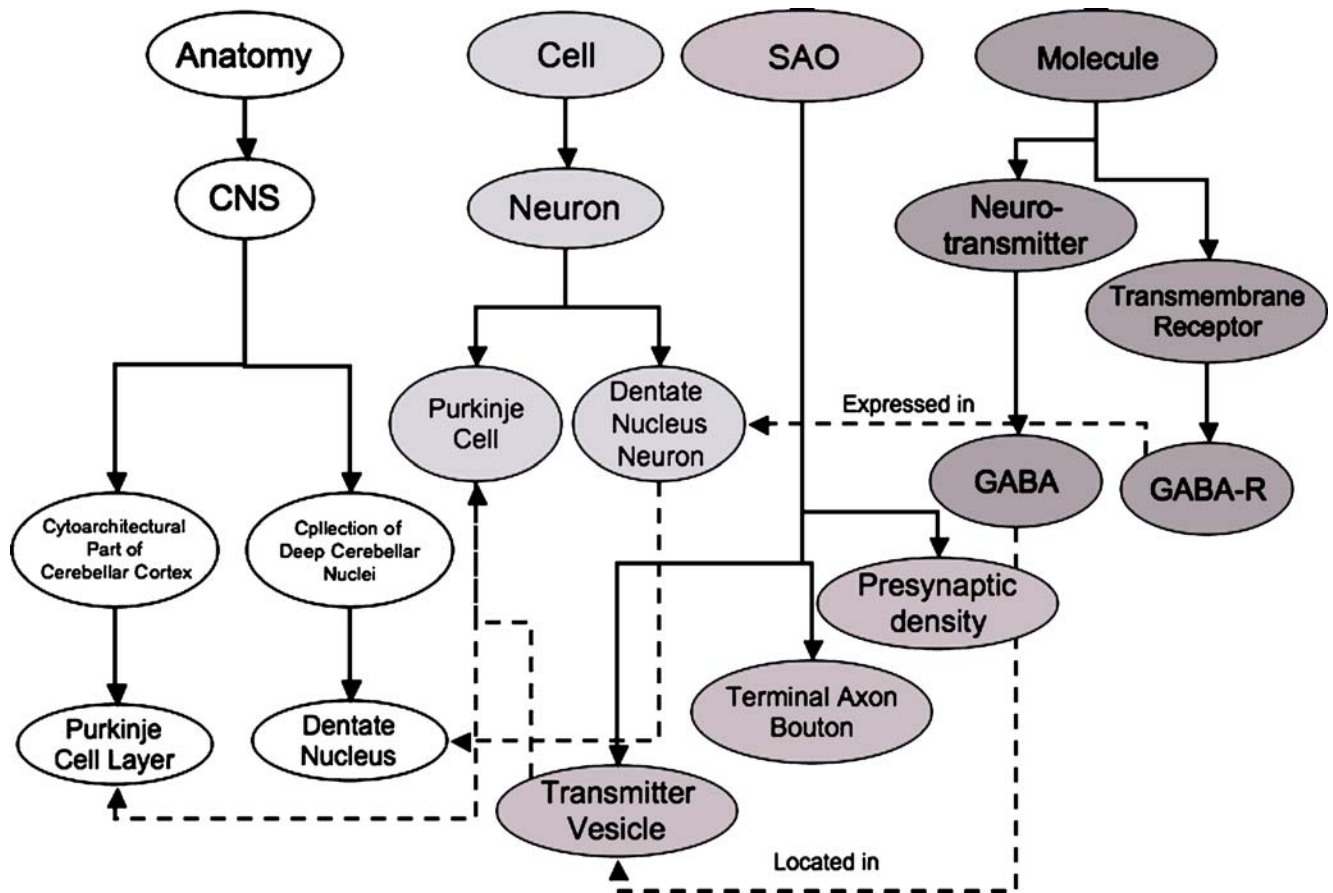 Anatomy
Cell
SAO
Molecule
CNS
Neuron
Neuro-
transmitter
Transmembrane
Receptor
Purkinje
Cell
Dentate
Nucleus
Neuron
Expressed in
GABA
GABA-R
Cytoarchitectural
Part of
Cerebellar Cortex
Cpllection of
Deep Cerebellar
Nuclei
Presynaptic
density
Terminal Axon
Bouton
Purkinje
Cell Layer
Dentate
Nucleus
Transmitter
Vesicle
Located in